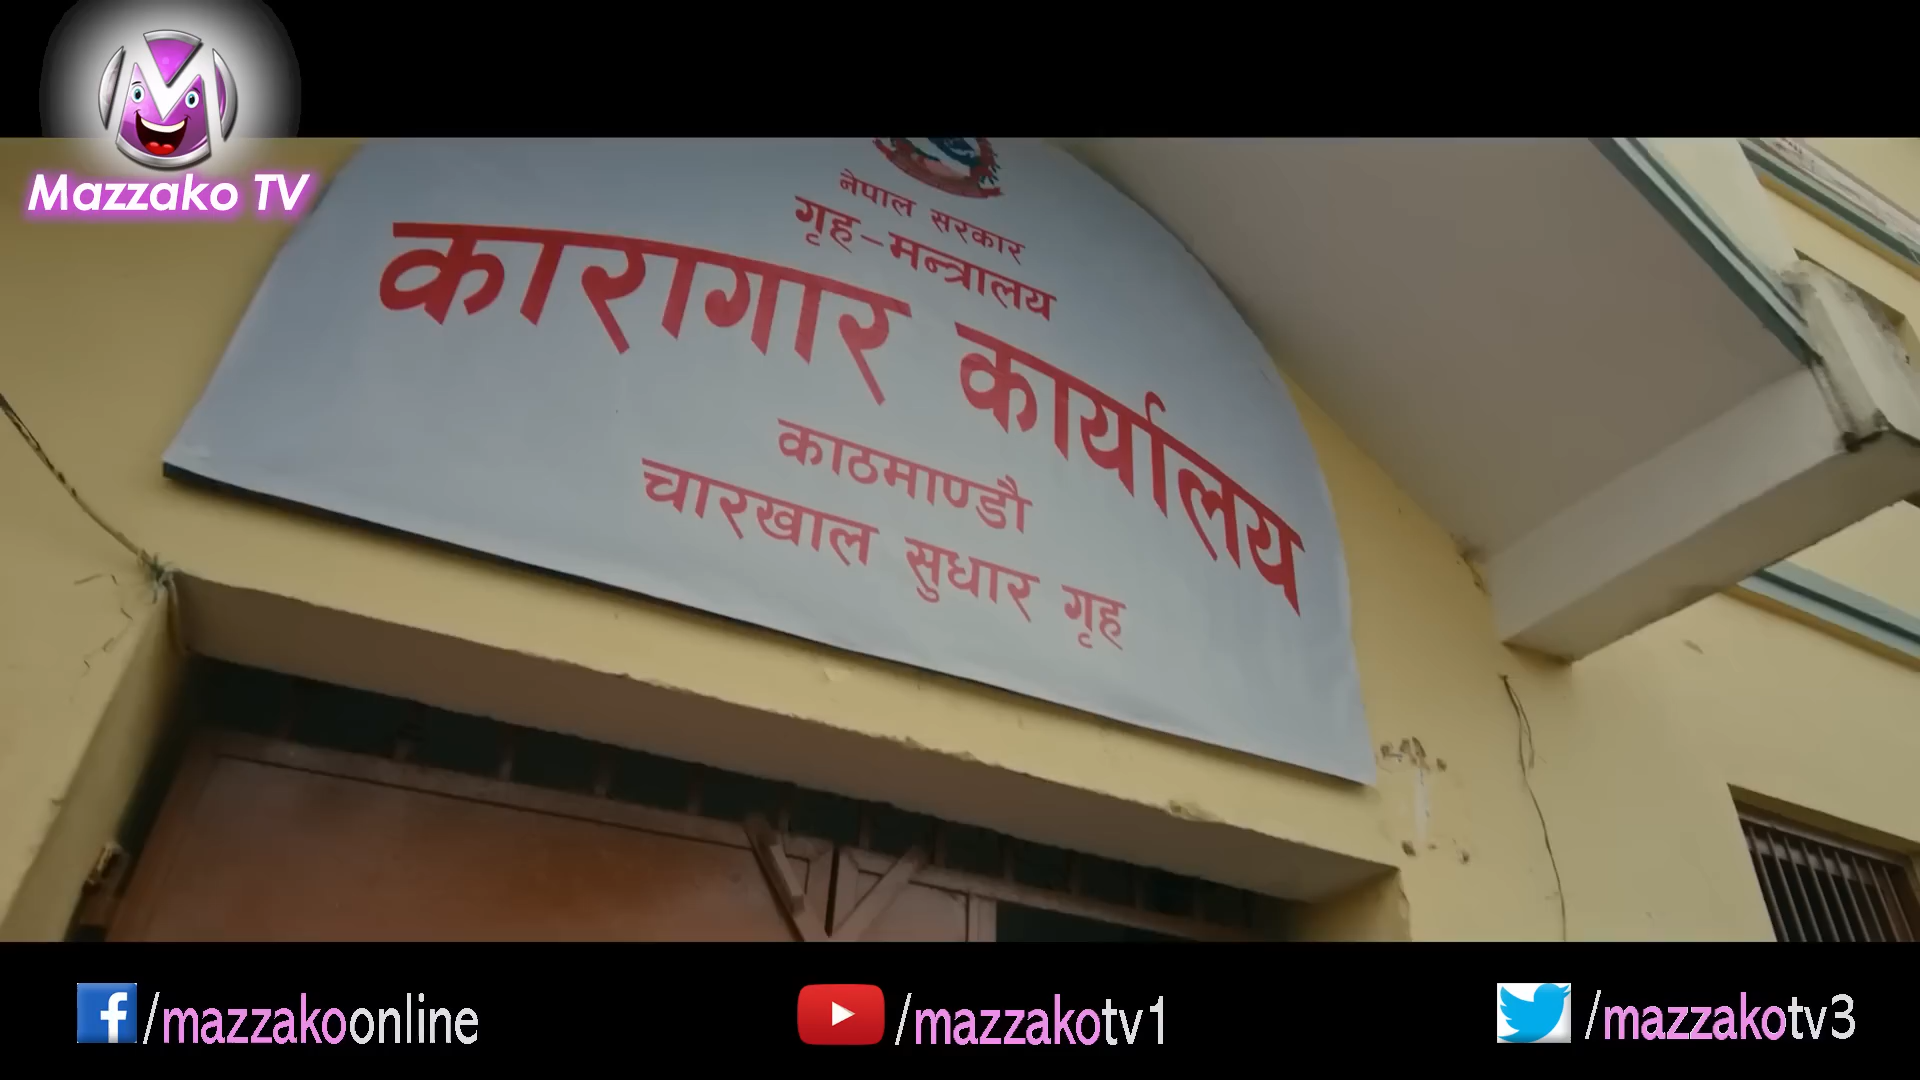 Mazzako TV
नेपाल सरकार
गृह-मन्त्रालय
कारागार कार्यालय
काठमाण्डौ
चारखाल सुधार गृह
/mazzakoonline
/mazzakotv1
/mazzakotv3